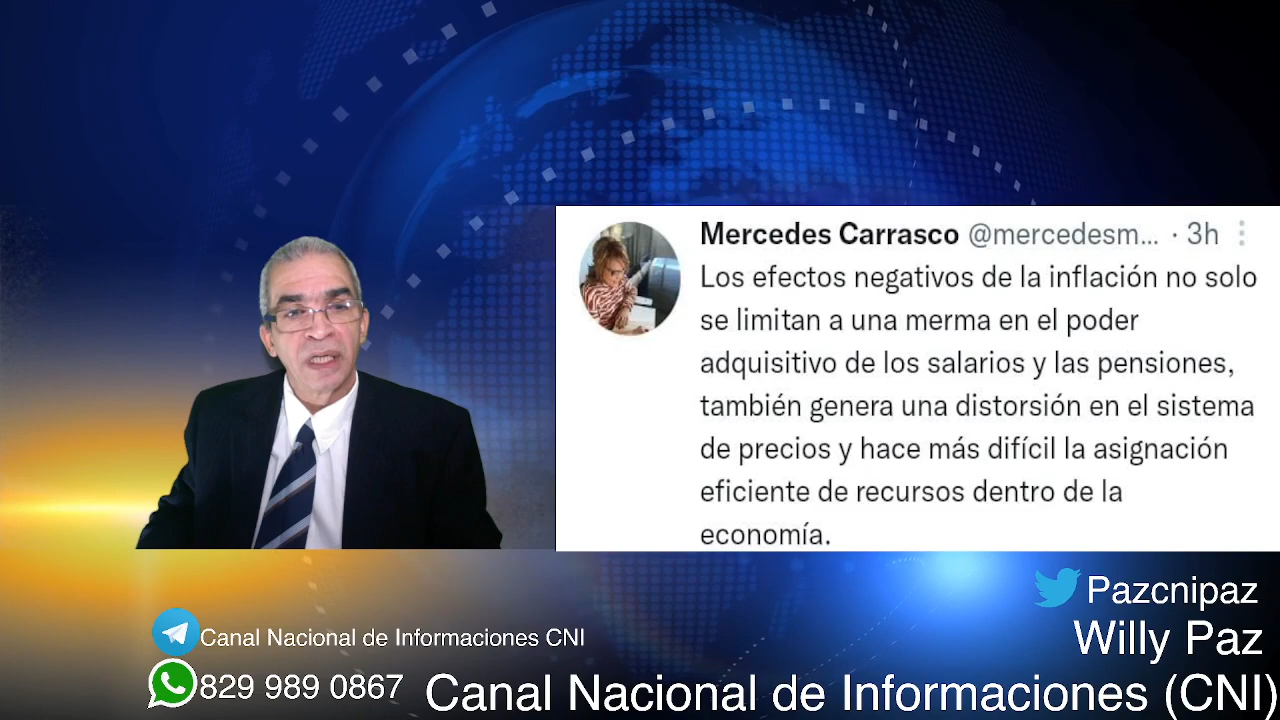 Mercedes Carrasco @mercedesm... · 3h
Los efectos negativos de la inflación no solo
se limitan a una merma en el poder
adquisitivo de los salarios y las pensiones,
también genera una distorsión en el sistema
de precios y hace más difícil la asignación
eficiente de recursos dentro de la
economía.
Pazcnipaz
Canal Nacional de Informaciones CNI
Willy Paz
829 989 0867
Canal Nacional de Informaciones (CNI)